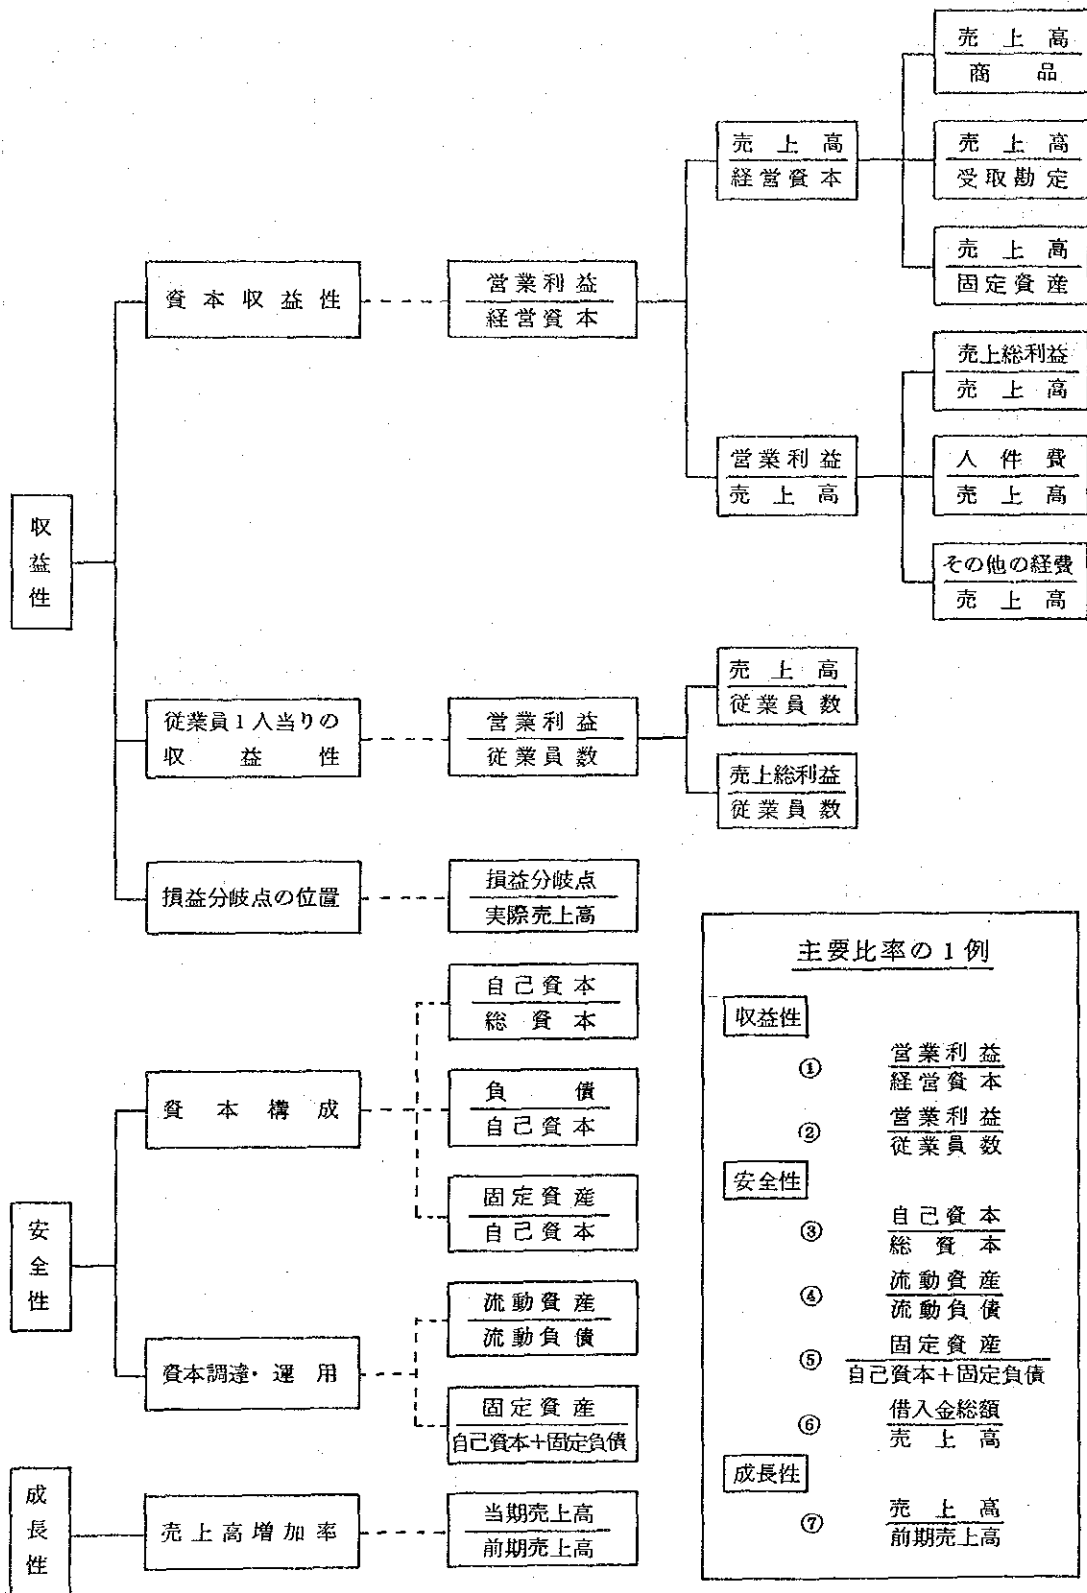 収益性
資本収益性
営業利益
経営資本
売上高
経営資本
売上高
商品
売上高
受取勘定
売上高
固定資産
営業利益
売上高
売上総利益
売上高
人件費
売上高
その他の経費
売上高
従業員1人当りの
収益性
営業利益
従業員数
売上高
従業員数
売上総利益
従業員数
損益分岐点の位置
損益分岐点
実際売上高
安全性
資本構成
自己資本
総資本
負債
自己資本
固定資産
自己資本
資本調達・運用
流動資産
流動負債
固定資産
自己資本+固定負債
成長性
売上高増加率
当期売上高
前期売上高
主要比率の1例
収益性
① 営業利益
経営資本
② 営業利益
従業員数
安全性
③ 自己資本
総資本
④ 流動資産
流動負債
⑤ 固定資産
自己資本+固定負債
⑥ 借入金総額
売上高
成長性
⑦ 売上高
前期売上高